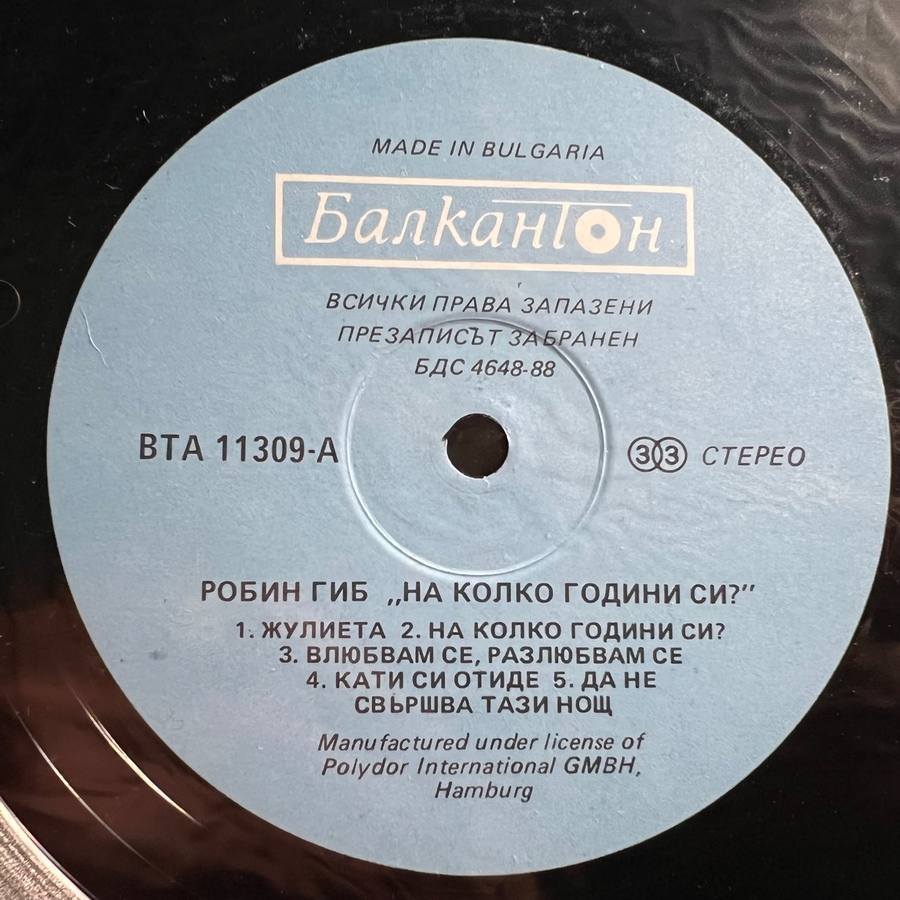 MADE IN BULGARIA
Балкантон
ВСИЧКИ ПРАВА ЗАПАЗЕНИ
ПРЕЗАПИСЪТ ЗАБРАНЕН
БДС 4648-88
ВТА 11309-А
33 СТЕРЕО
РОБИН ГИБ „НА КОЛКО ГОДИНИ СИ?"
1. ЖУЛИЕТА 2. НА КОЛКО ГОДИНИ СИ?
3. ВЛЮБВАМ СЕ, РАЗЛЮБВАМ СЕ
4. КАТИ СИ ОТИДЕ 5. ДА НЕ
СВЪРШВА ТАЗИ НОЩ
Manufactured under license of
Polydor International GMBH,
Hamburg